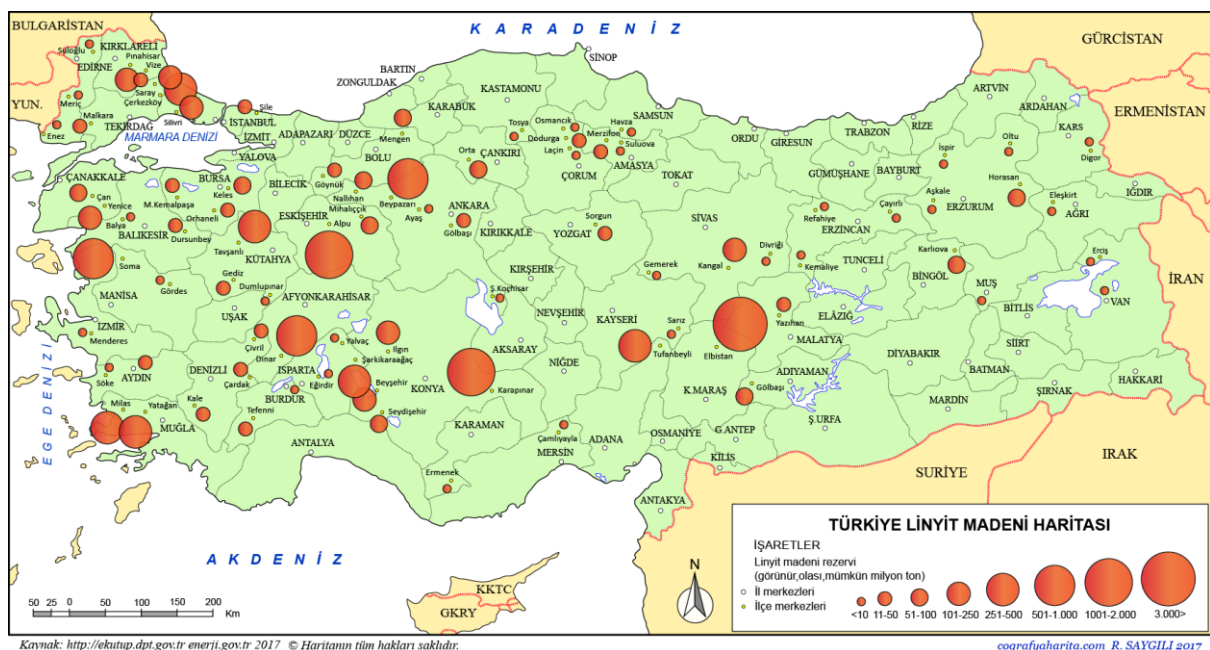 BULGARİSTAN
K A R A D E N İ Z
GÜRCİSTAN
ERMENİSTAN
YUN.
İRAN
IRAK
SURİYE
MARMARA DENİZİ
E G E D E N İ Z İ
A K D E N İ Z
KKTC
GKRY
Süloğlu
KIRKLARELİ
Pınahisar
EDİRNE
Vize
Saray
Çerkezköy
Meriç
Malkara
Enez
TEKİRDAG
Silivri
İSTANBUL
Şile
İZMİT
ADAPAZARI
DÜZCE
YALOVA
ZONGULDAK
BARTIN
KARABÜK
KASTAMONU
SİNOP
Mengen
BOLU
Tosya
Osmancık
Dodurga
Laçin
Merzifon
Havza
Suluova
SAMSUN
AMASYA
ÇORUM
TOKAT
ORDU
GİRESUN
TRABZON
RİZE
ARTVİN
ARDAHAN
KARS
GÜMÜŞHANE
BAYBURT
İspir
Oltu
Digor
Horasan
Eleşkirt
IĞDIR
AĞRI
ERZURUM
Aşkale
Çayırlı
Refahiye
ERZİNCAN
ÇANAKKALE
Çan
Yenice
Balya
BALIKESİR
M.Kemalpaşa
BURSA
Keles
Orhaneli
Dursunbey
BİLECİK
Göynük
Nallıhan
Mihalıççık
Beypazarı
Ayaş
Orta
ÇANKIRI
ANKARA
Gölbaşı
KIRIKKALE
ESKİŞEHİR
Alpu
Tavşanlı
KÜTAHYA
Soma
Gördes
Gediz
Dumlupınar
MANİSA
UŞAK
AFYONKARAHİSAR
İZMİR
Menderes
Sorgun
YOZGAT
SİVAS
Kangal
Divriği
Kemaliye
TUNCELİ
Karlıova
BİNGÖL
MUŞ
Erciş
VAN
BİTLİS
Gemerek
KIRŞEHİR
Ş.Koçhisar
NEVŞEHİR
KAYSERİ
Sarız
Tufanbeyli
Elbistan
Yazıhan
ELÂZIĞ
MALATYA
DİYABAKIR
SİİRT
BATMAN
ŞIRNAK
HAKKARİ
MARDİN
ADIYAMAN
Gölbaşı
Ş.URFA
K.MARAŞ
G.ANTEP
KİLİS
OSMANİYE
ADANA
ANTAKYA
MERSİN
Çamlıyayla
NİĞDE
AKSARAY
Karapınar
KONYA
KARAMAN
Ermenek
Ilgın
Yalvaç
Şarkikaraağaç
Beyşehir
Seydişehir
Eğirdir
ISPARTA
BURDUR
Dinar
Çivril
Çardak
DENİZLİ
Tefenni
Kale
AYDIN
Söke
Milas
Yatağan
MUĞLA
ANTALYA
N
50 25 0 50 100 150 200
Km
TÜRKİYE LİNYİT MADENİ HARİTASI
İŞARETLER
Linyit madeni rezervi
(görünür,olası,mümkün milyon ton)
İl merkezleri
İlçe merkezleri
<10 11-50 51-100 101-250 251-500 501-1.000 1001-2.000 3.000>
Kaynak: http://ekutup.dpt.gov.tr enerji.gov.tr 2017 © Haritanın tüm hakları saklıdır.
cografyaharita.com R. SAYGILI 2017